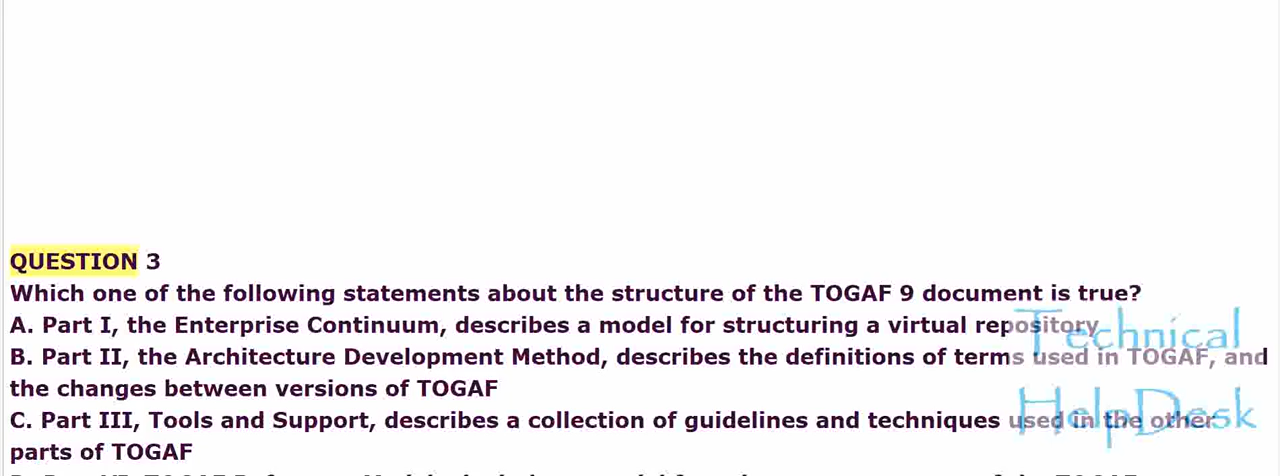 QUESTION 3
Which one of the following statements about the structure of the TOGAF 9 document is true?
A. Part I, the Enterprise Continuum, describes a model for structuring a virtual repository
B. Part II, the Architecture Development Method, describes the definitions of terms used in TOGAF, and
the changes between versions of TOGAF
C. Part III, Tools and Support, describes a collection of guidelines and techniques used in the other
parts of TOGAF
Technical
HelpDesk